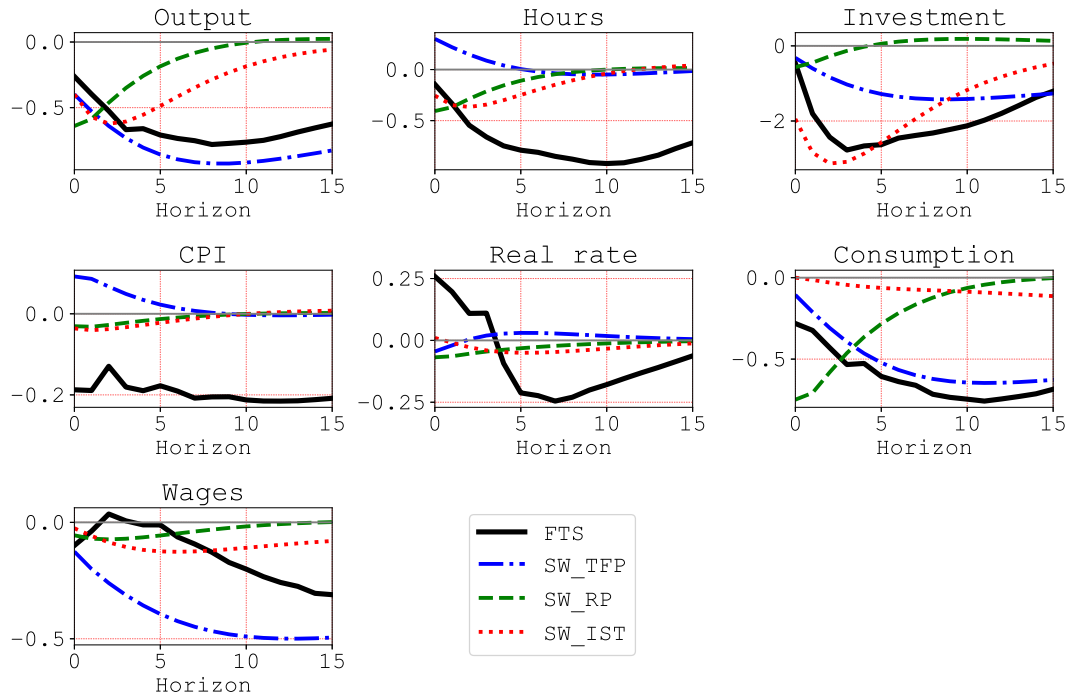 Output
Hours
Investment
0.0
−0.5
0
5
10
15
Horizon
0.0
−0.5
0
5
10
15
Horizon
0
−2
0
5
10
15
Horizon
CPI
Real rate
Consumption
0.0
−0.2
0
5
10
15
Horizon
0.25
0.00
−0.25
0
5
10
15
Horizon
0.0
−0.5
0
5
10
15
Horizon
Wages
0.0
−0.5
0
5
10
15
Horizon
FTS
SW_TFP
SW_RP
SW_IST